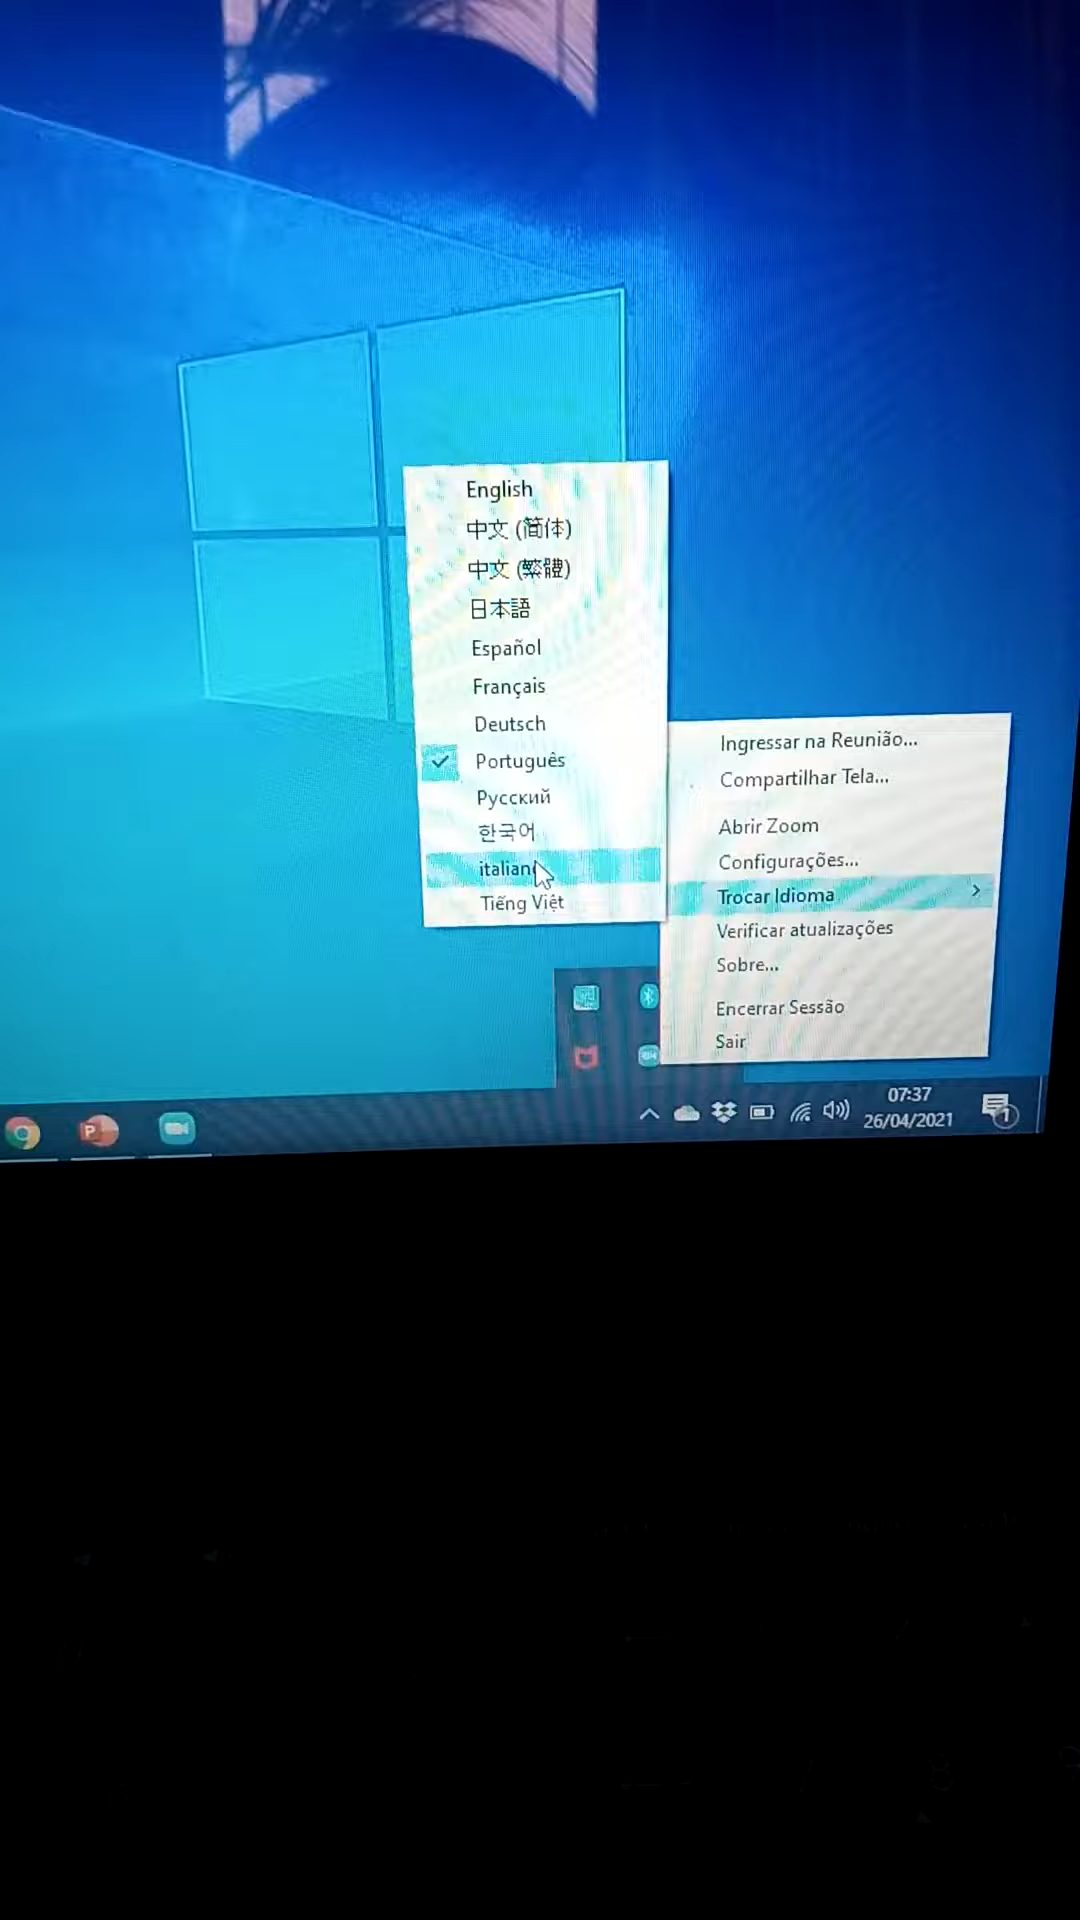 English
中文 (简体)
中文 (繁體)
日本語
Español
Français
Deutsch
Português
Русский
한국어
italian
Tiếng Việt
Ingressar na Reunião...
Compartilhar Tela...
Abrir Zoom
Configurações...
Trocar Idioma
Verificar atualizações
Sobre...
Encerrar Sessão
Sair
07:37
26/04/2021
1
P